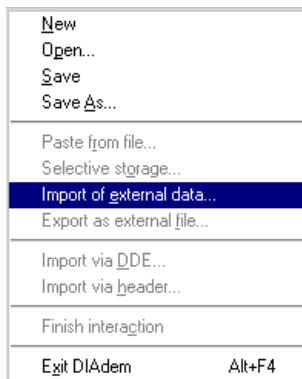 New
Open...
Save
Save As...
Paste from file...
Selective storage...
Import of external data...
Export as external file...
Import via DDE...
Import via header...
Finish interaction
Exit DIAdem Alt+F4